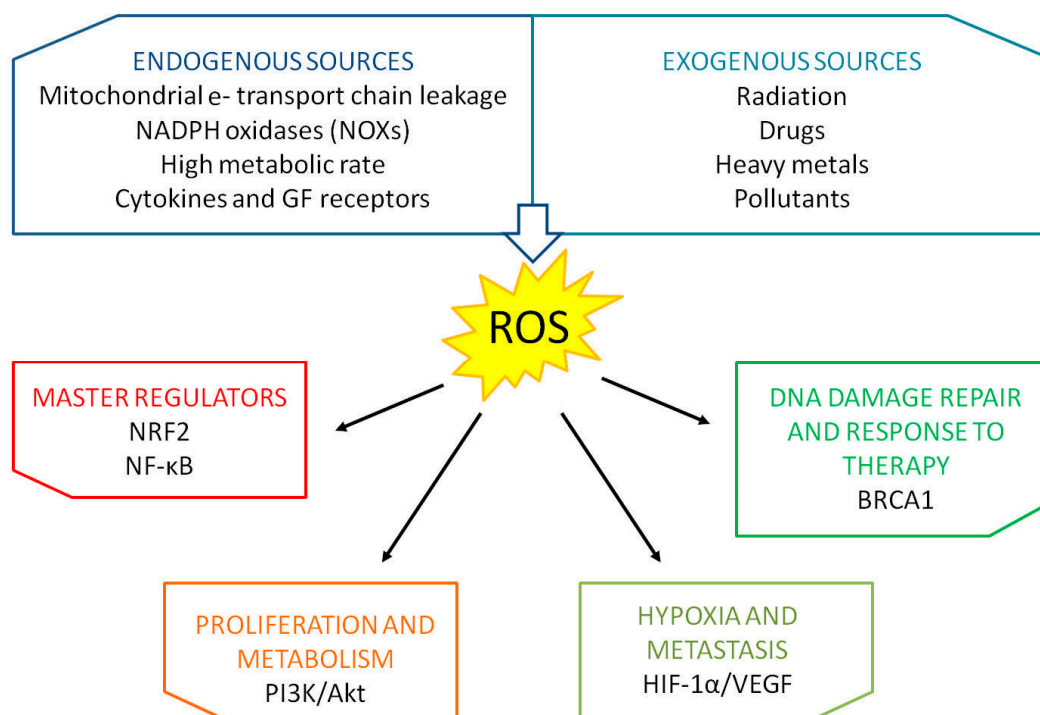 ENDOGENOUS SOURCES
Mitochondrial e- transport chain leakage
NADPH oxidases (NOXs)
High metabolic rate
Cytokines and GF receptors
EXOGENOUS SOURCES
Radiation
Drugs
Heavy metals
Pollutants
ROS
MASTER REGULATORS
NRF2
NF-κB
DNA DAMAGE REPAIR
AND RESPONSE TO
THERAPY
BRCA1
PROLIFERATION AND
METABOLISM
PI3K/Akt
HYPOXIA AND
METASTASIS
HIF-1α/VEGF